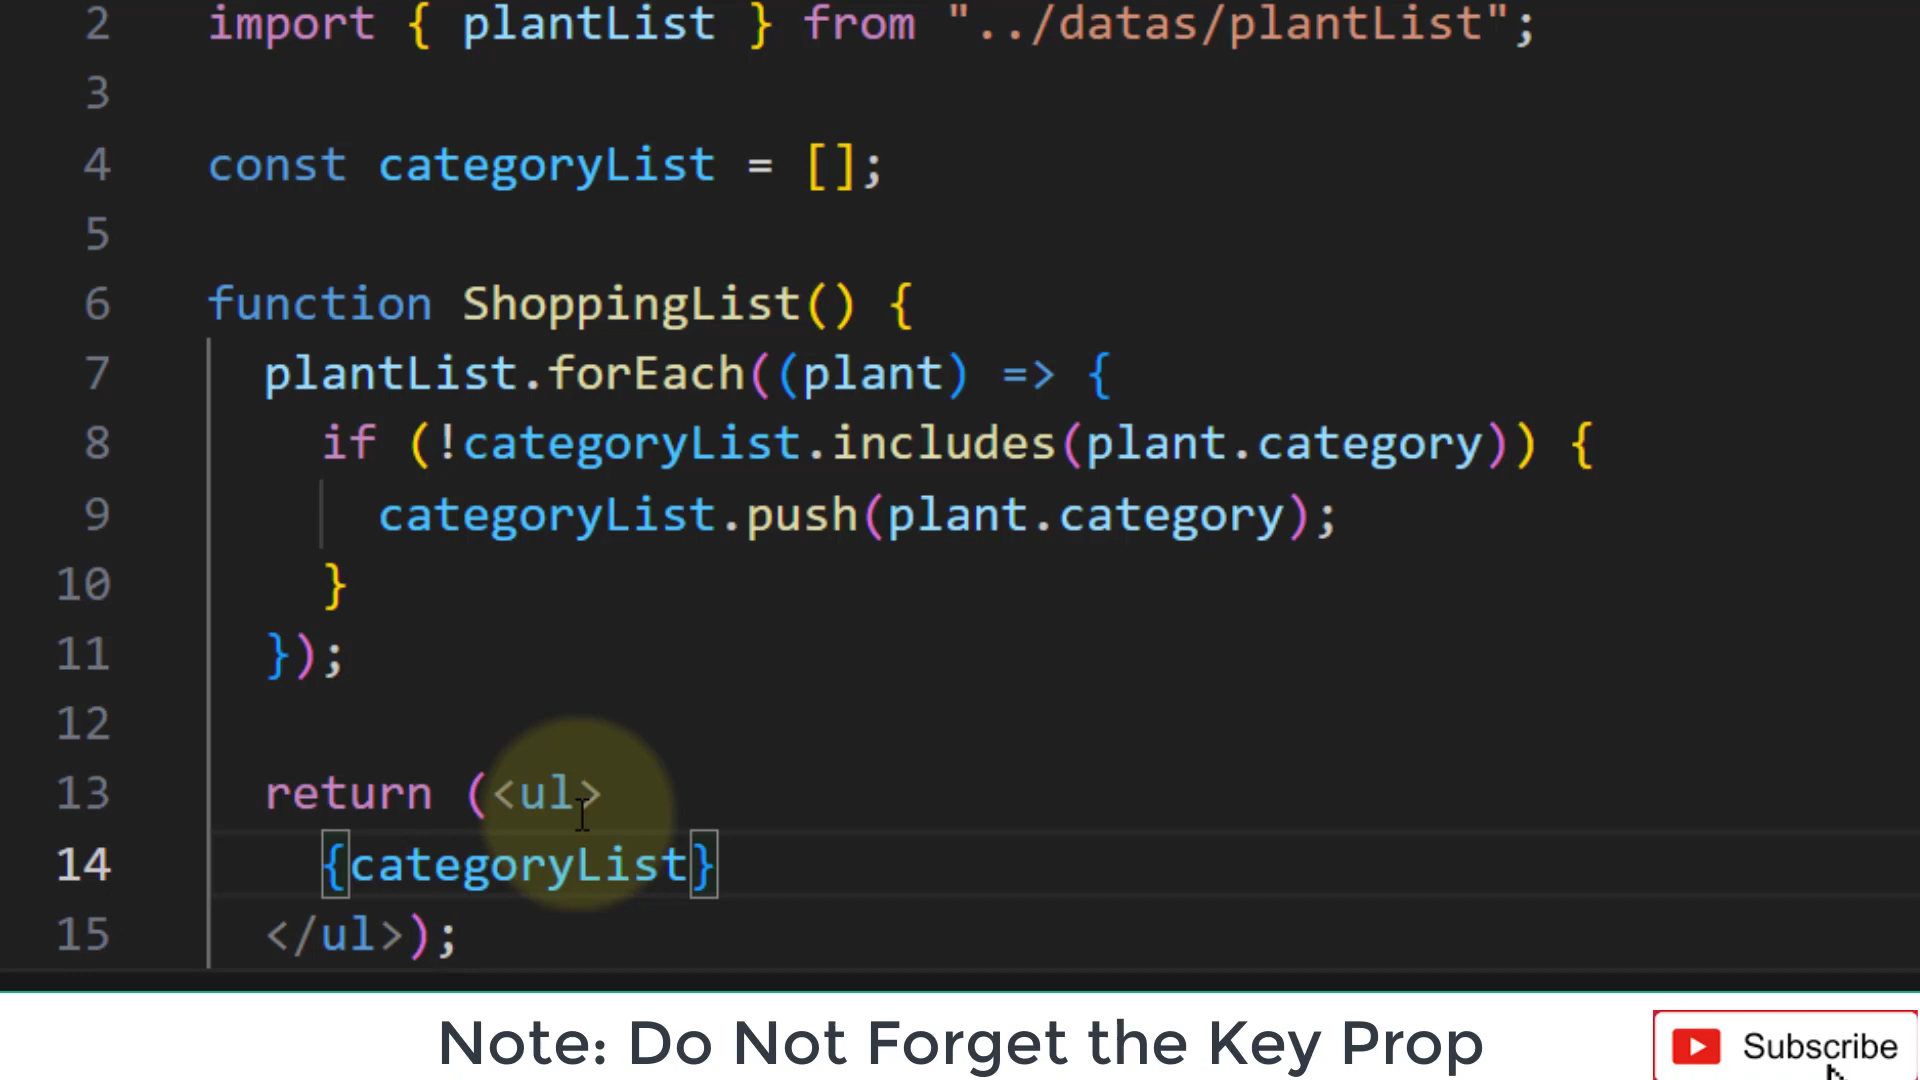 2 import { plantList } from "../datas/plantList";
3
4 const categoryList = [];
5
6 function ShoppingList() {
7 plantList.forEach((plant) => {
8 if (!categoryList.includes(plant.category)) {
9 categoryList.push(plant.category);
10 }
11 });
12
13 return (<ul>
14 {categoryList}
15 </ul>);
Note: Do Not Forget the Key Prop
Subscribe